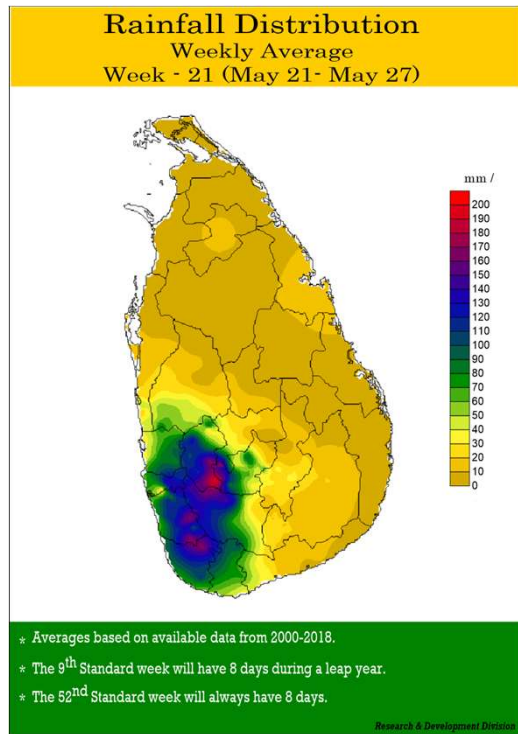 Rainfall Distribution
Weekly Average
Week - 21 (May 21- May 27)
mm /
200
190
180
170
160
150
140
130
120
110
100
90
80
70
60
50
40
30
20
10
0
* Averages based on available data from 2000-2018.
* The 9th Standard week will have 8 days during a leap year.
* The 52nd Standard week will always have 8 days.
Research & Development Division